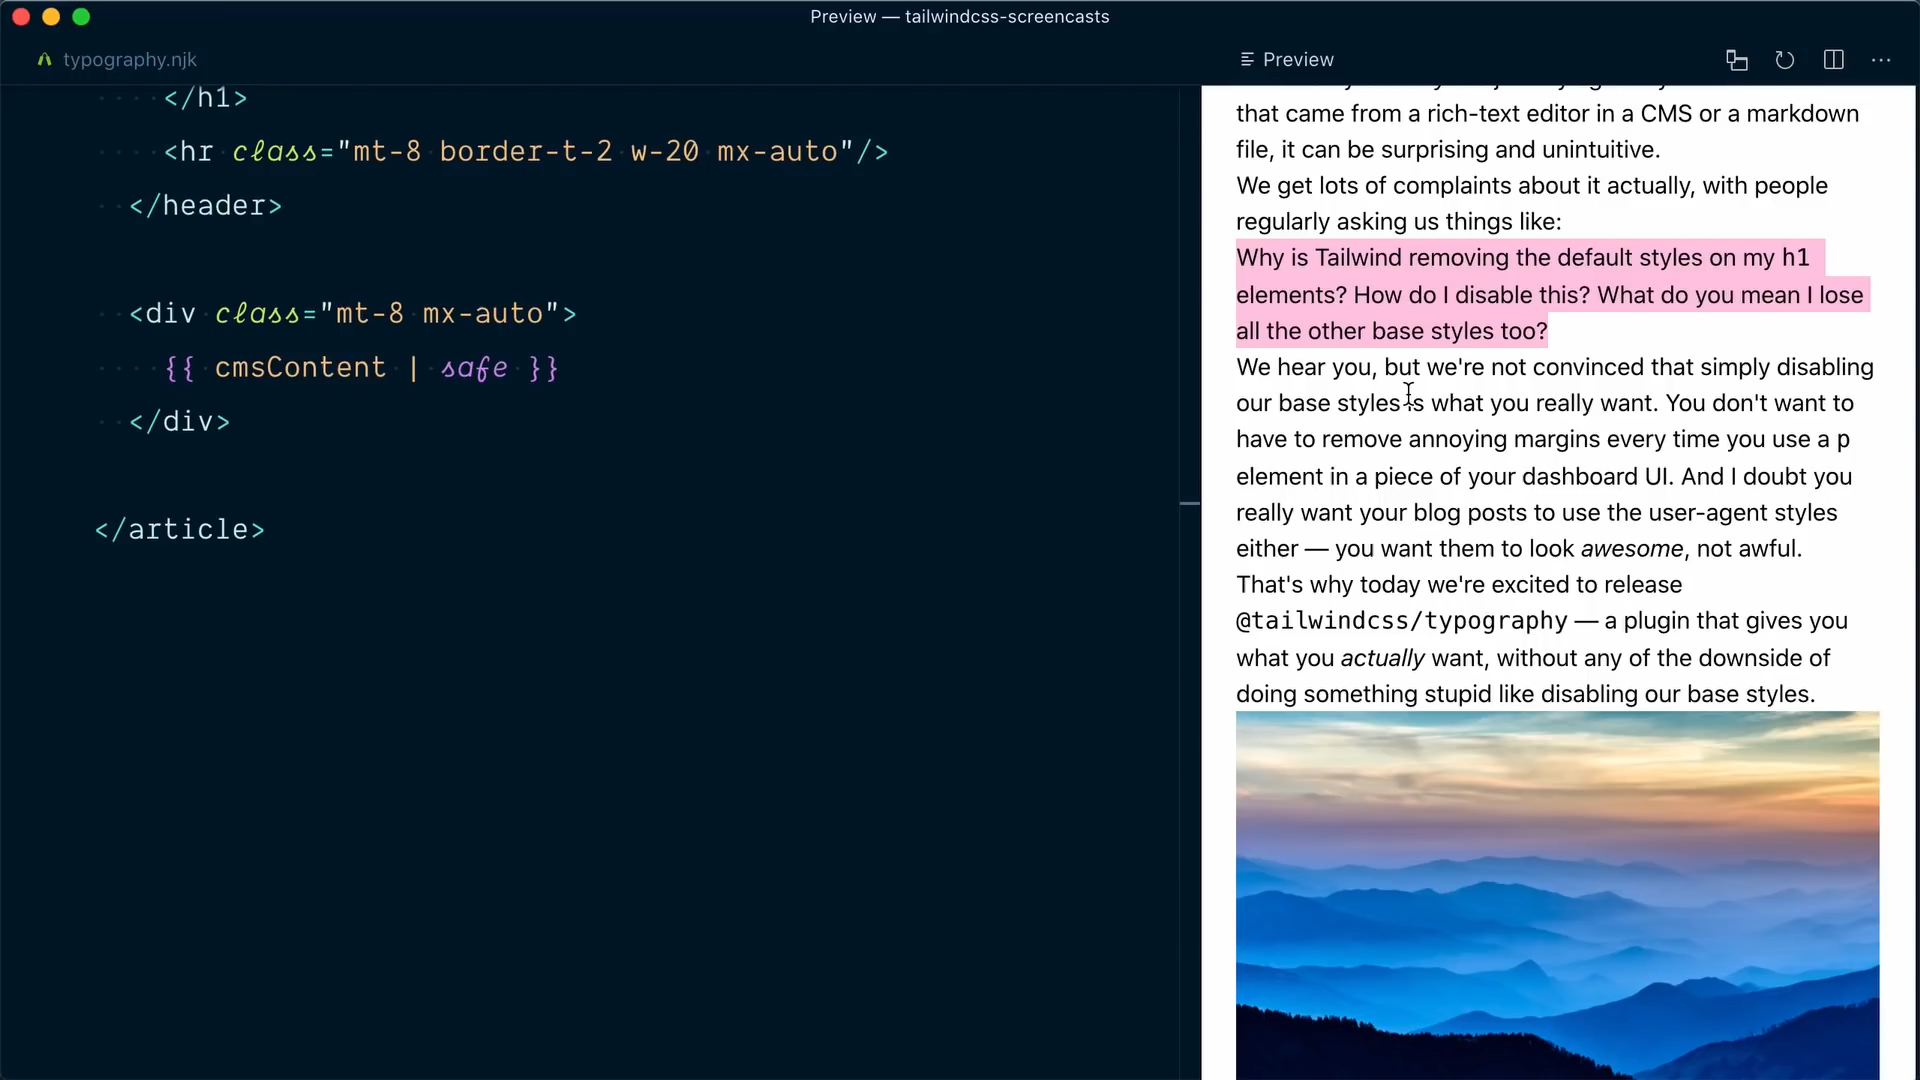 Preview — tailwindcss-screencasts
typography.njk
</h1>
<hr class="mt-8 border-t-2 w-20 mx-auto"/>
</header>
<div class="mt-8 mx-auto">
{{ cmsContent | safe }}
</div>
</article>
Preview
that came from a rich-text editor in a CMS or a markdown
file, it can be surprising and unintuitive.
We get lots of complaints about it actually, with people
regularly asking us things like:
Why is Tailwind removing the default styles on my h1
elements? How do I disable this? What do you mean I lose
all the other base styles too?
We hear you, but we're not convinced that simply disabling
our base styles is what you really want. You don't want to
have to remove annoying margins every time you use a p
element in a piece of your dashboard UI. And I doubt you
really want your blog posts to use the user-agent styles
either — you want them to look awesome, not awful.
That's why today we're excited to release
@tailwindcss/typography — a plugin that gives you
what you actually want, without any of the downside of
doing something stupid like disabling our base styles.